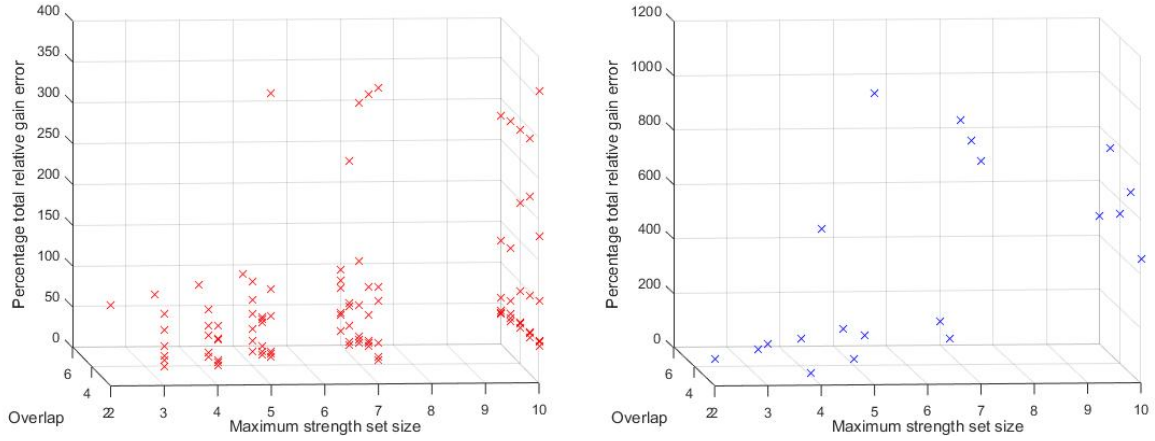 400
350
300
250
200
150
100
50
0
Percentage total relative gain error
6
4
2
Overlap
2 3 4 5 6 7 8 9 10
Maximum strength set size
1200
1000
800
600
400
200
0
Percentage total relative gain error
6
4
2
Overlap
2 3 4 5 6 7 8 9 10
Maximum strength set size